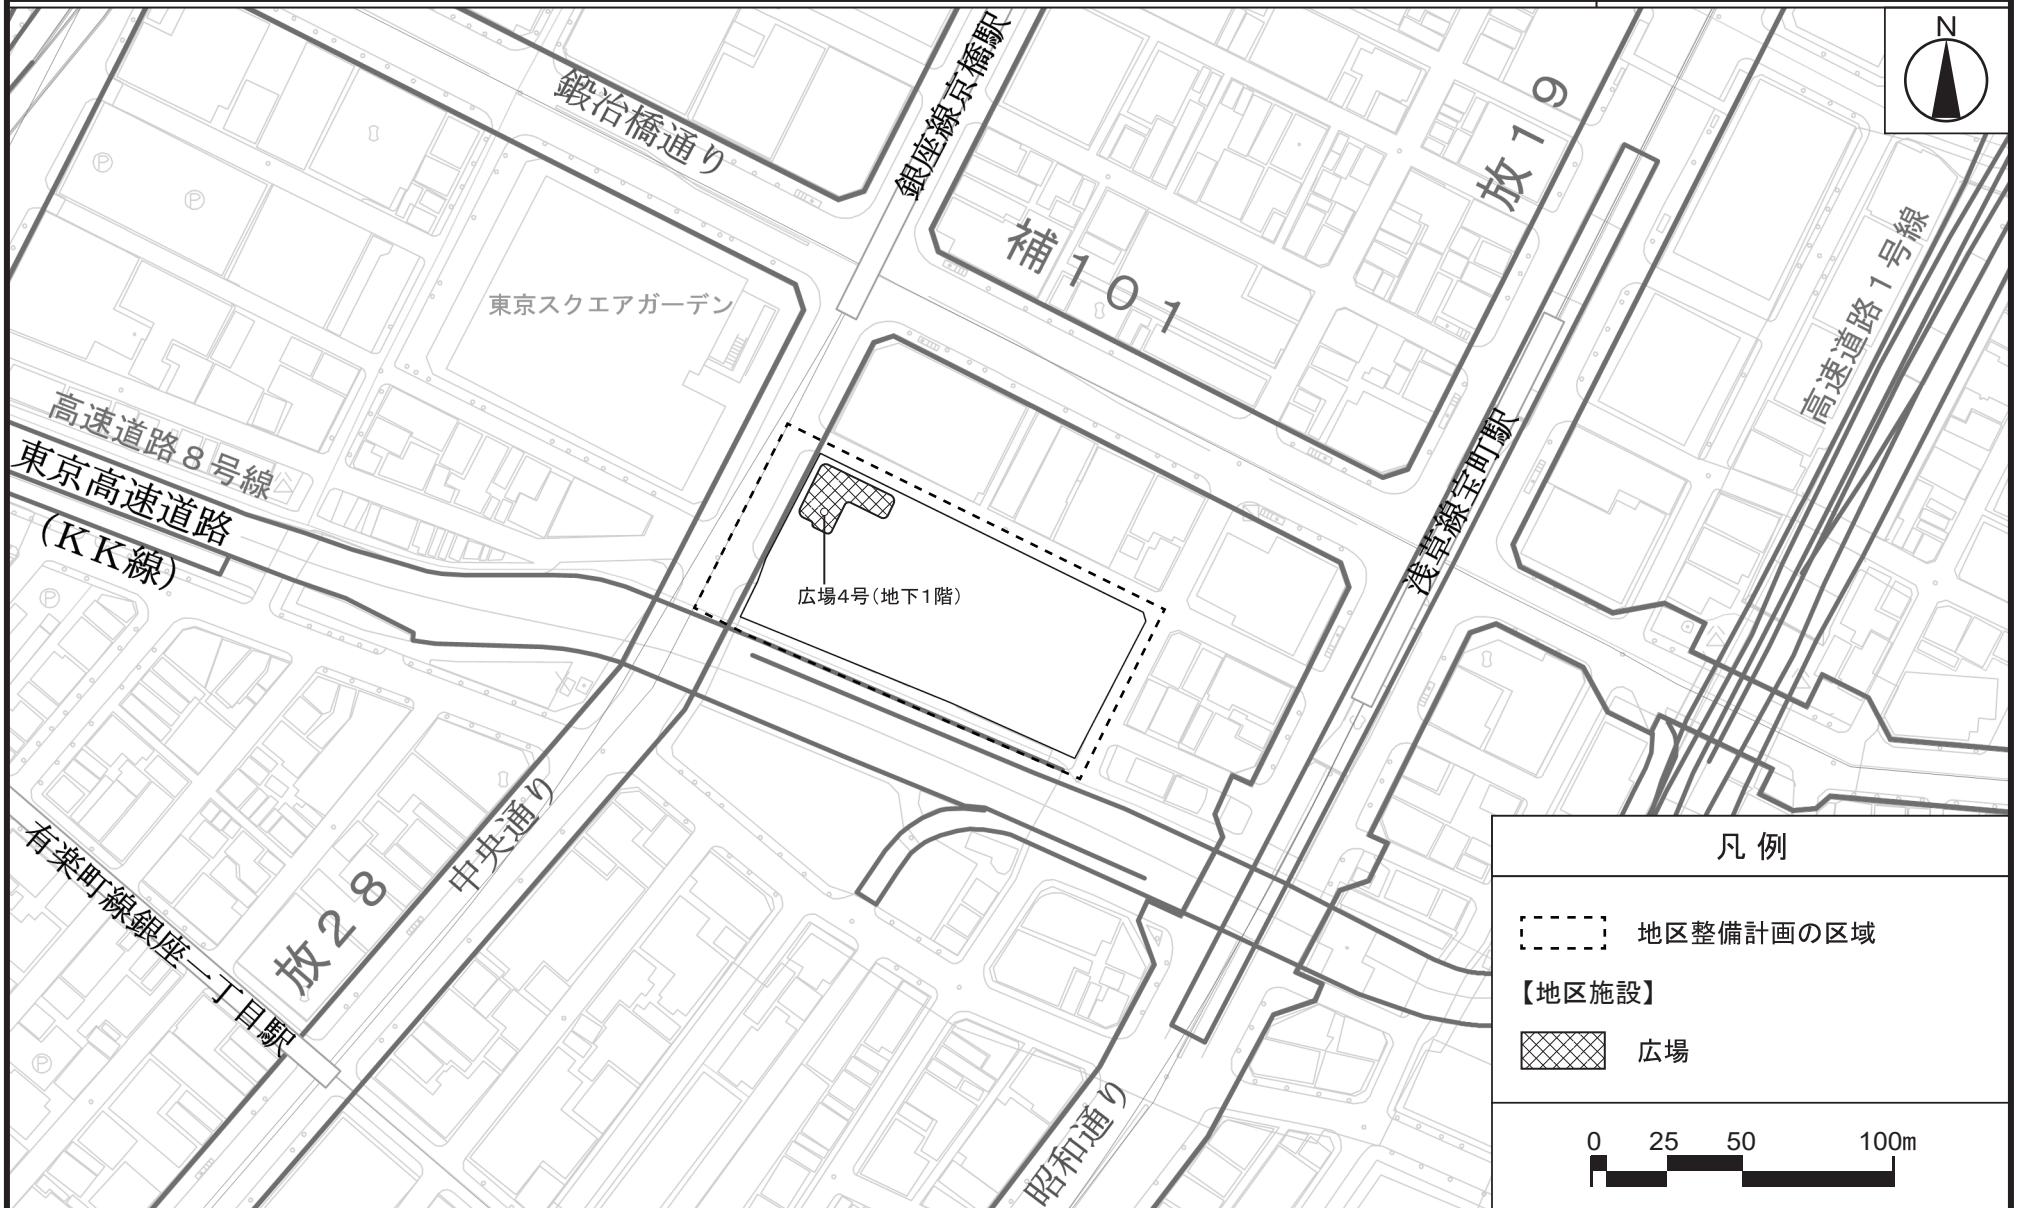 N
鍛冶橋通り
銀座線京橋駅
放19
補101
高速道路1号線
東京スクエアガーデン
高速道路8号線
東京高速道路
(KK線)
浅草線宝町駅
広場4号(地下1階)
P
P
P
P
有楽町線銀座一丁目駅
放28
中央通り
昭和通り
凡例
地区整備計画の区域
【地区施設】
広場
0 25 50 100m